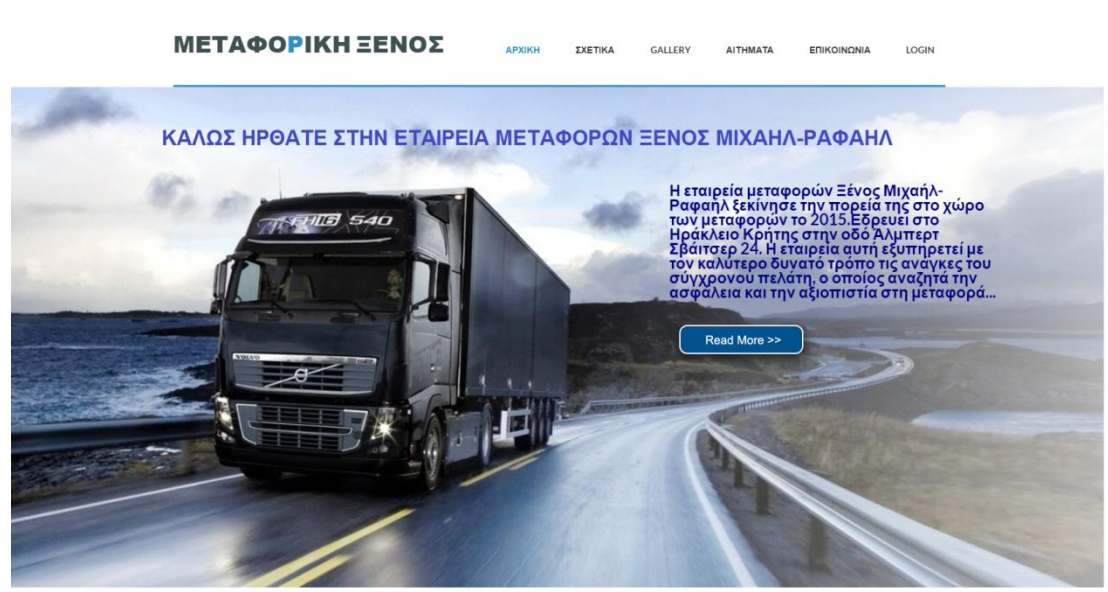 ΜΕΤΑΦΟΡΙΚΗ ΞΕΝΟΣ
ΑΡΧΙΚΗ ΣΧΕΤΙΚΑ GALLERY ΑΙΤΗΜΑΤΑ ΕΠΙΚΟΙΝΩΝΙΑ LOGIN
ΚΑΛΩΣ ΗΡΘΑΤΕ ΣΤΗΝ ΕΤΑΙΡΕΙΑ ΜΕΤΑΦΟΡΩΝ ΞΕΝΟΣ ΜΙΧΑΗΛ-ΡΑΦΑΗΛ
Η εταιρεία μεταφορών Ξένος Μιχαήλ-
Ραφαήλ ξεκίνησε την πορεία της στο χώρο
των μεταφορών το 2015.Εδρεύει στο
Ηράκλειο Κρήτης στην οδό Άλμπερτ
Σβάιτσερ 24. Η εταιρεία αυτή εξυπηρετεί με
τον καλύτερο δυνατό τρόπο τις ανάγκες του
σύγχρονου πελάτη, ο οποίος αναζητά την
ασφάλεια και την αξιοπιστία στη μεταφορά...
Read More >>
FH16 540
VOLVO